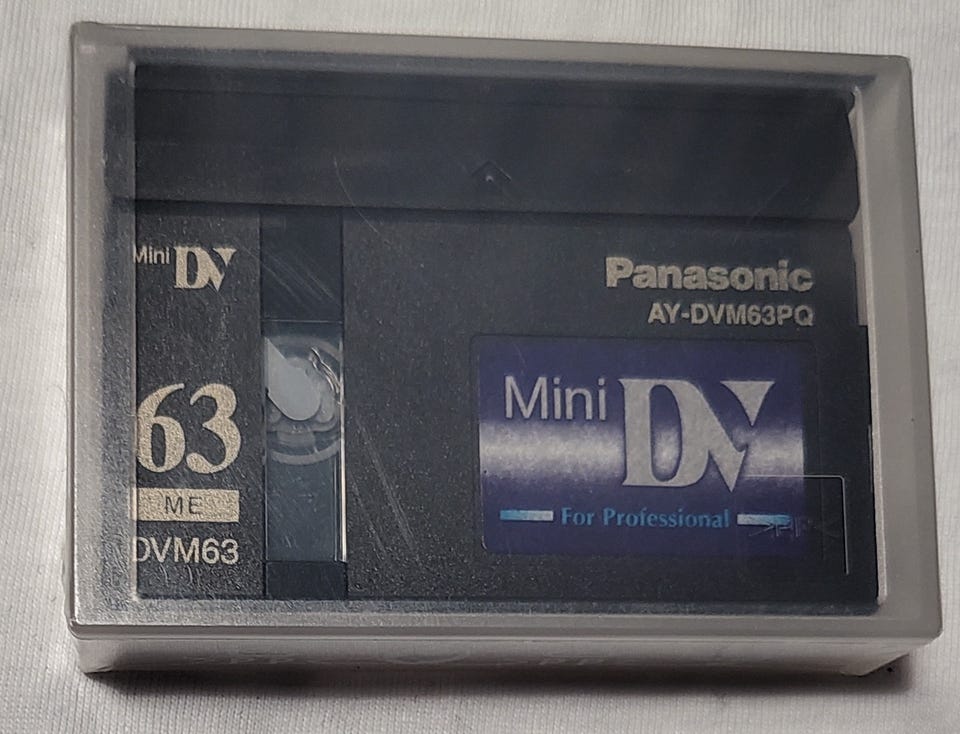 Mini DV
63
ME
DVM63
Panasonic
AY-DVM63PQ
Mini DV
For Professional